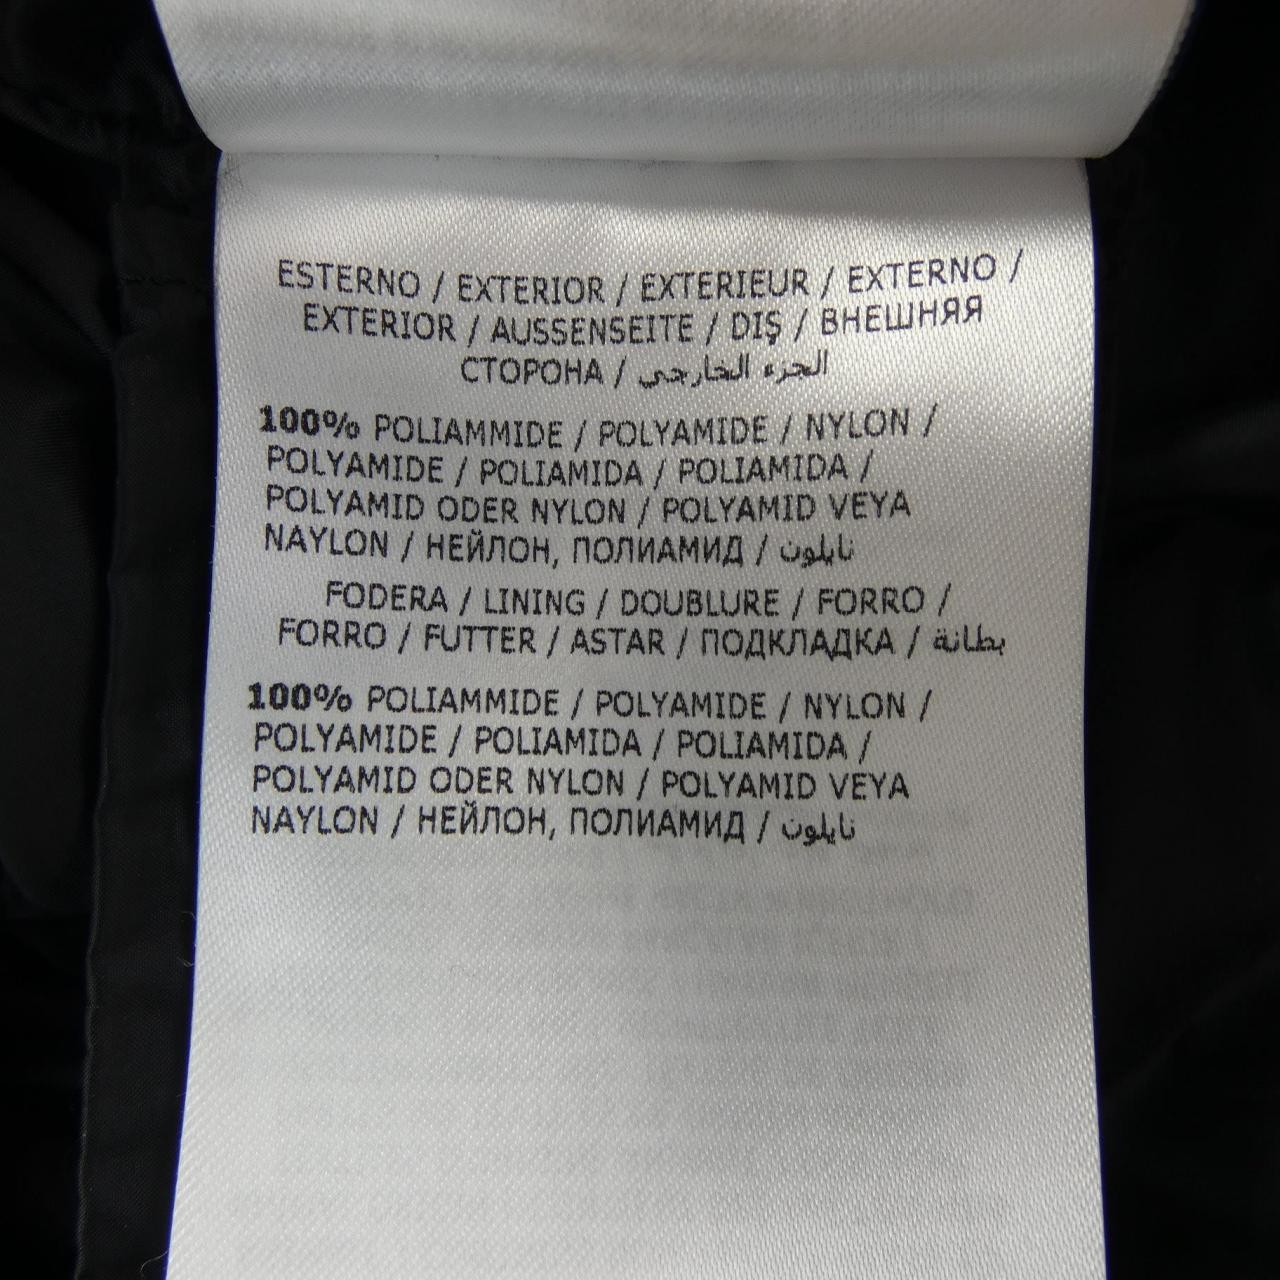 ESTERNO / EXTERIOR / EXTERIEUR / EXTERNO /
EXTERIOR / AUSSENSEITE / DIŞ / ВНЕШНЯЯ
СТОРОНА / الجزء الخارجي
100% POLIAMMIDE / POLYAMIDE / NYLON /
POLYAMIDE / POLIAMIDA / POLIAMIDA /
POLYAMID ODER NYLON / POLYAMID VEYA
NAYLON / НЕЙЛОН, ПОЛИАМИД / نايلون
FODERA / LINING / DOUBLURE / FORRO /
FORRO / FUTTER / ASTAR / ПОДКЛАДКА / بطانة
100% POLIAMMIDE / POLYAMIDE / NYLON /
POLYAMIDE / POLIAMIDA / POLIAMIDA /
POLYAMID ODER NYLON / POLYAMID VEYA
NAYLON / НЕЙЛОН, ПОЛИАМИД / نايلون